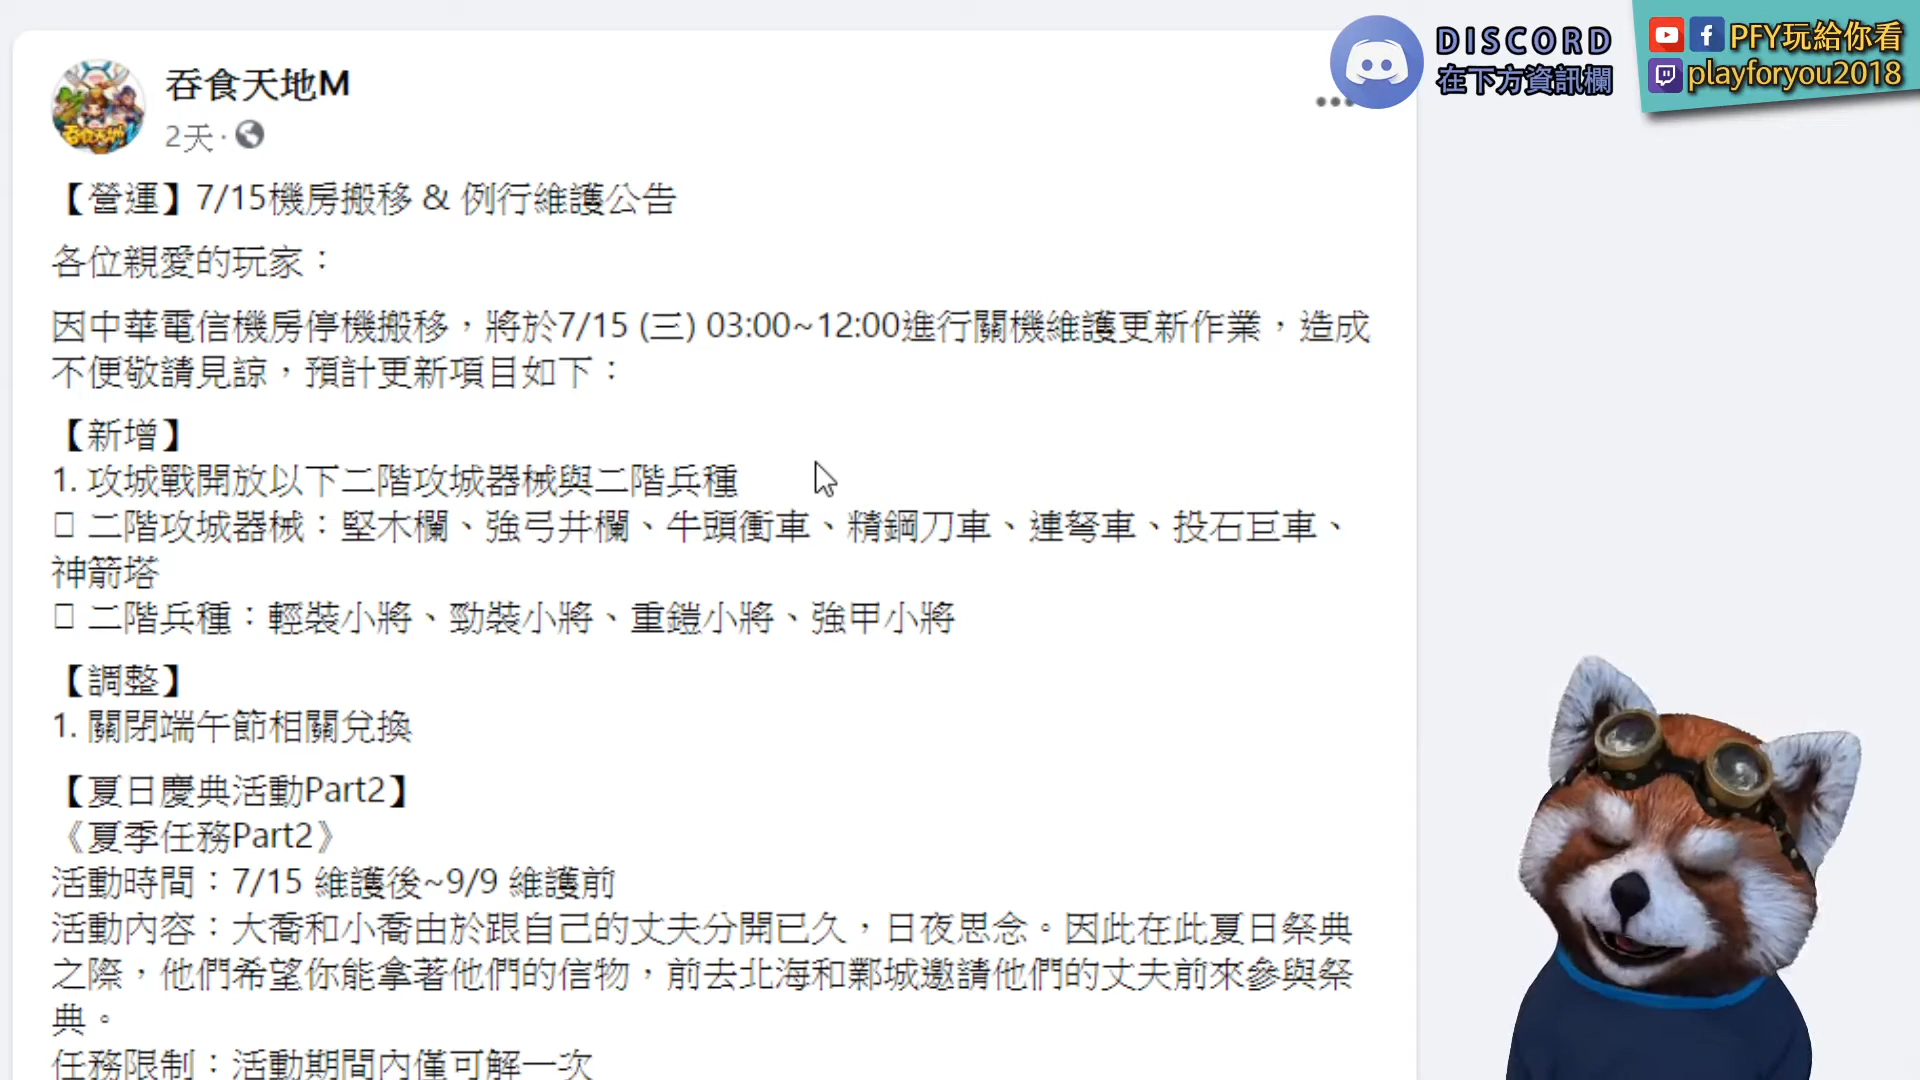 吞食天地M
2天 ·
【營運】7/15機房搬移 & 例行維護公告
各位親愛的玩家：
因中華電信機房停機搬移，將於7/15 (三) 03:00~12:00進行關機維護更新作業，造成
不便敬請見諒，預計更新項目如下：
【新增】
1. 攻城戰開放以下二階攻城器械與二階兵種
二階攻城器械：堅木欄、強弓井欄、牛頭衝車、精鋼刀車、連弩車、投石巨車、
神箭塔
二階兵種：輕裝小將、勁裝小將、重鎧小將、強甲小將
【調整】
1. 關閉端午節相關兌換
【夏日慶典活動Part2】
《夏季任務Part2》
活動時間：7/15 維護後~9/9 維護前
活動內容：大喬和小喬由於跟自己的丈夫分開已久，日夜思念。因此在此夏日祭典
之際，他們希望你能拿著他們的信物，前去北海和鄴城邀請他們的丈夫前來參與祭
典。
任務限制：活動期間內僅可解一次
DISCORD
在下方資訊欄
PFY玩給你看
playforyou2018